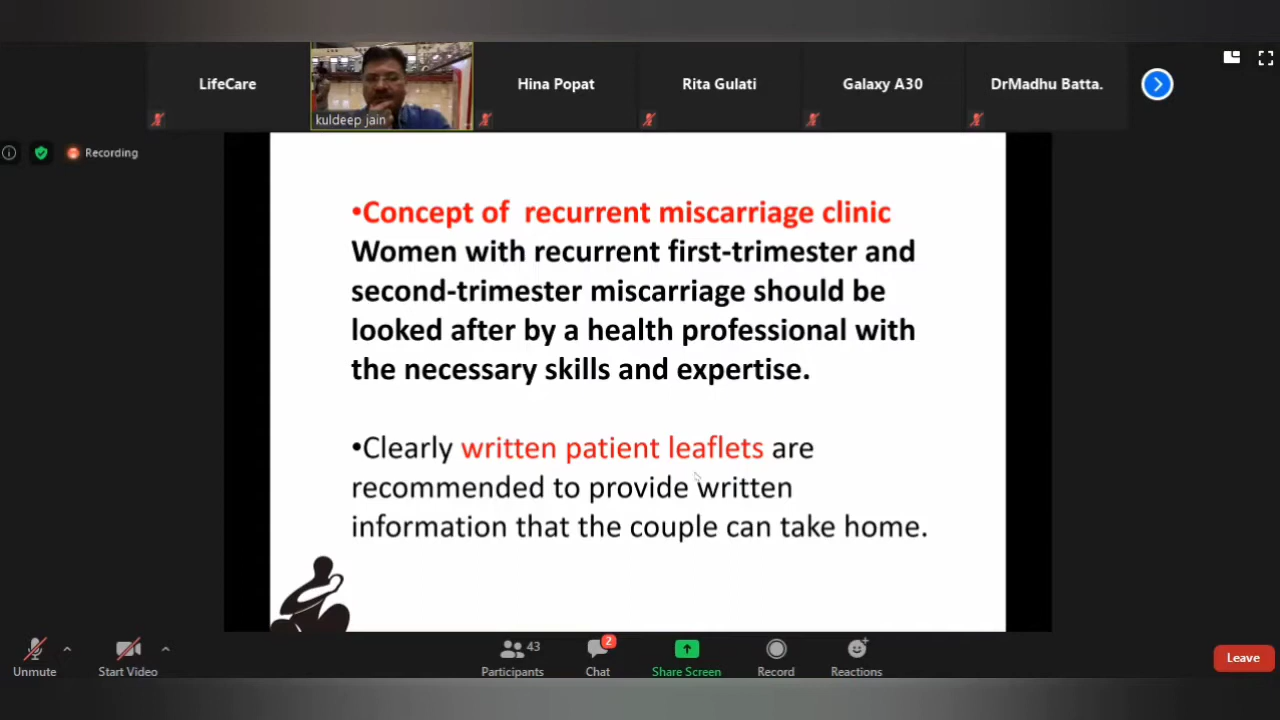 LifeCare
kuldeep jain
Hina Popat
Rita Gulati
Galaxy A30
DrMadhu Batta.
Recording
•Concept of recurrent miscarriage clinic
Women with recurrent first-trimester and
second-trimester miscarriage should be
looked after by a health professional with
the necessary skills and expertise.
•Clearly written patient leaflets are
recommended to provide written
information that the couple can take home.
Unmute
Start Video
43
Participants
2
Chat
Share Screen
Record
Reactions
Leave